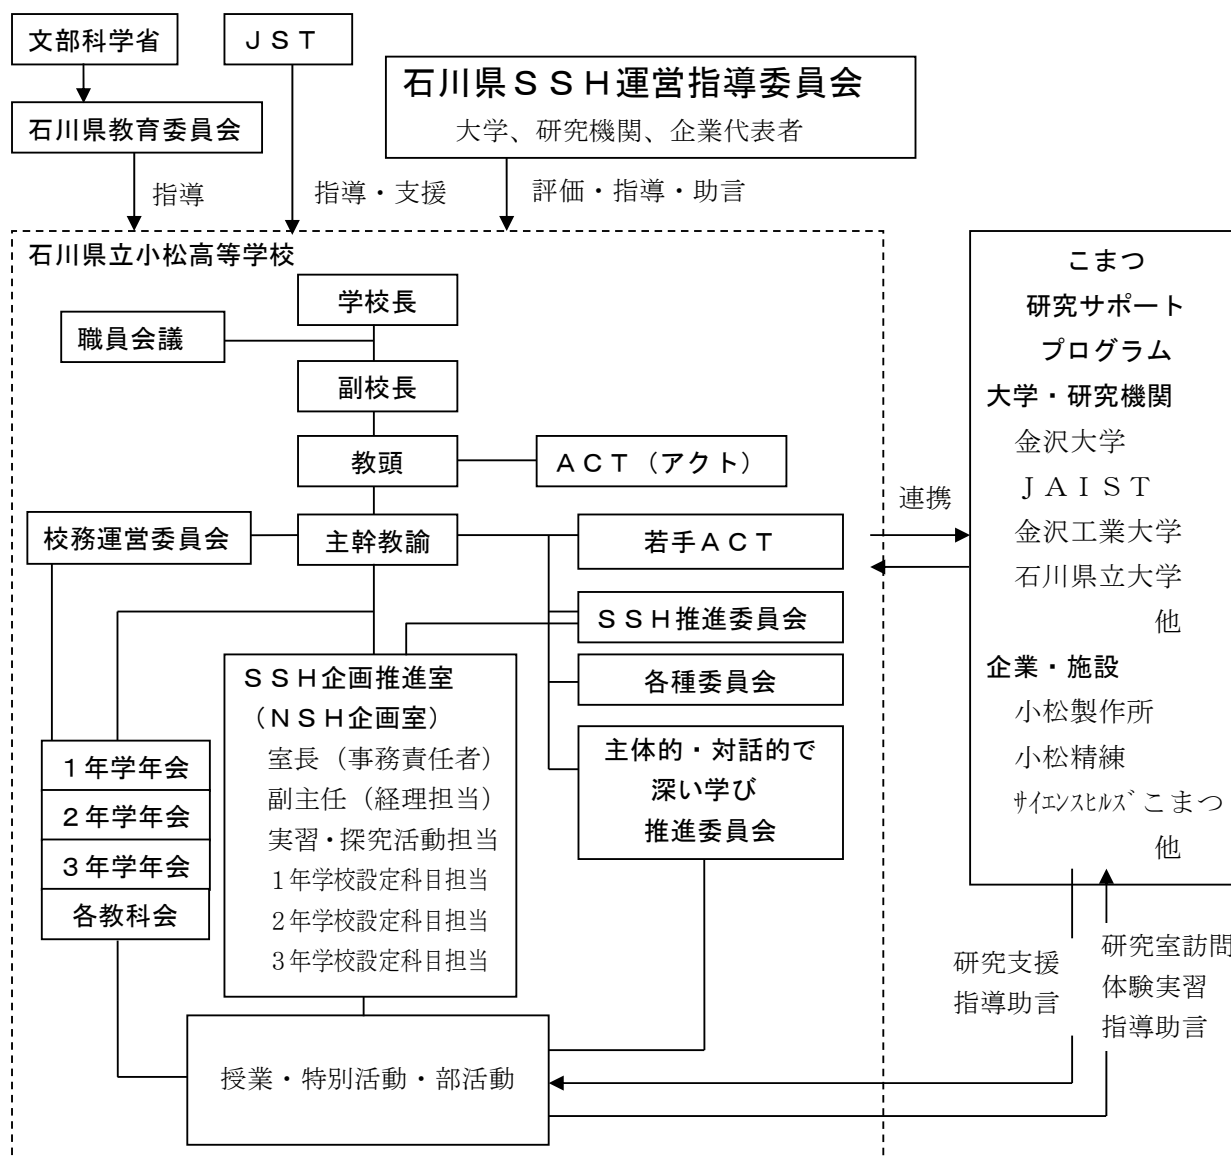 文部科学省
ＪＳＴ
石川県ＳＳＨ運営指導委員会
大学、研究機関、企業代表者
石川県教育委員会
指導
指導・支援
評価・指導・助言
石川県立小松高等学校
学校長
職員会議
副校長
教頭
ＡＣＴ（アクト）
校務運営委員会
主幹教諭
若手ＡＣＴ
ＳＳＨ推進委員会
各種委員会
主体的・対話的で
深い学び
推進委員会
ＳＳＨ企画推進室
（ＮＳＨ企画室）
室長（事務責任者）
副主任（経理担当）
実習・探究活動担当
１年学校設定科目担当
２年学校設定科目担当
３年学校設定科目担当
１年学年会
２年学年会
３年学年会
各教科会
授業・特別活動・部活動
連携
こまつ
研究サポート
プログラム
大学・研究機関
金沢大学
ＪＡＩＳＴ
金沢工業大学
石川県立大学
他
企業・施設
小松製作所
小松精練
ｻｲｴﾝｽﾋﾙｽﾞこまつ
他
研究支援
指導助言
研究室訪問
体験実習
指導助言